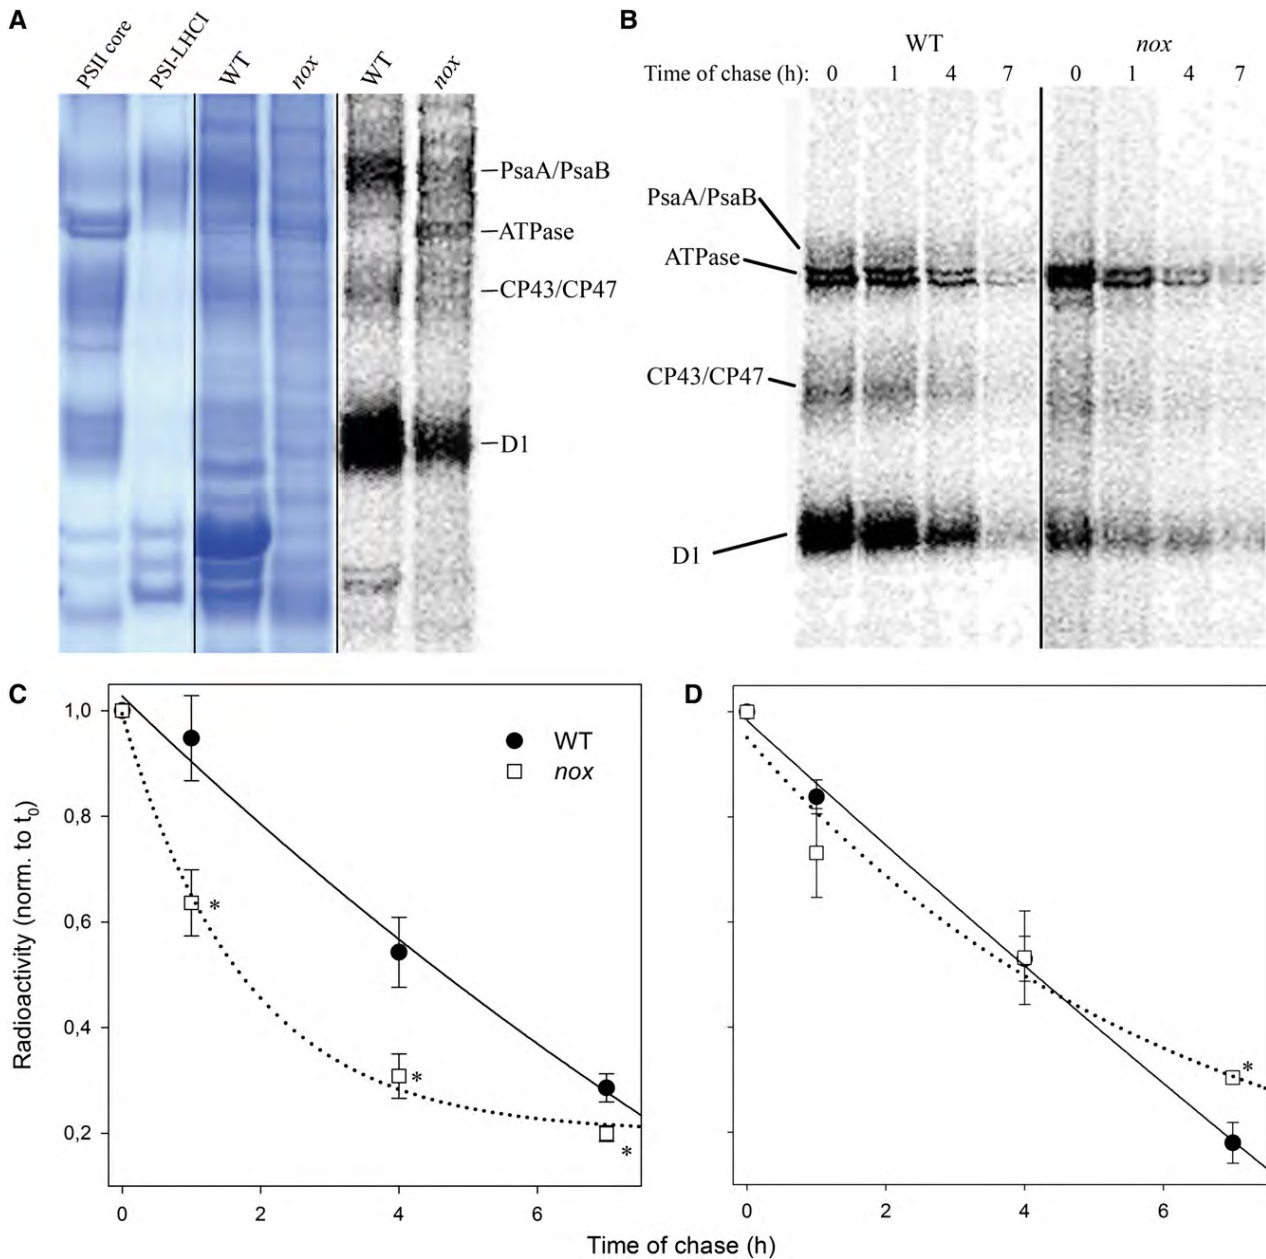 A
PSII core
PSI-LHCI
WT
nox
WT
nox
PsaA/PsaB
ATPase
CP43/CP47
D1
B
WT
nox
Time of chase (h): 0 1 4 7 0 1 4 7
PsaA/PsaB
ATPase
CP43/CP47
D1
C
1,0
0,8
0,6
0,4
0,2
Radioactivity (norm. to t0)
WT
nox
*
*
*
0 2 4 6
D
*
0 2 4 6
Time of chase (h)